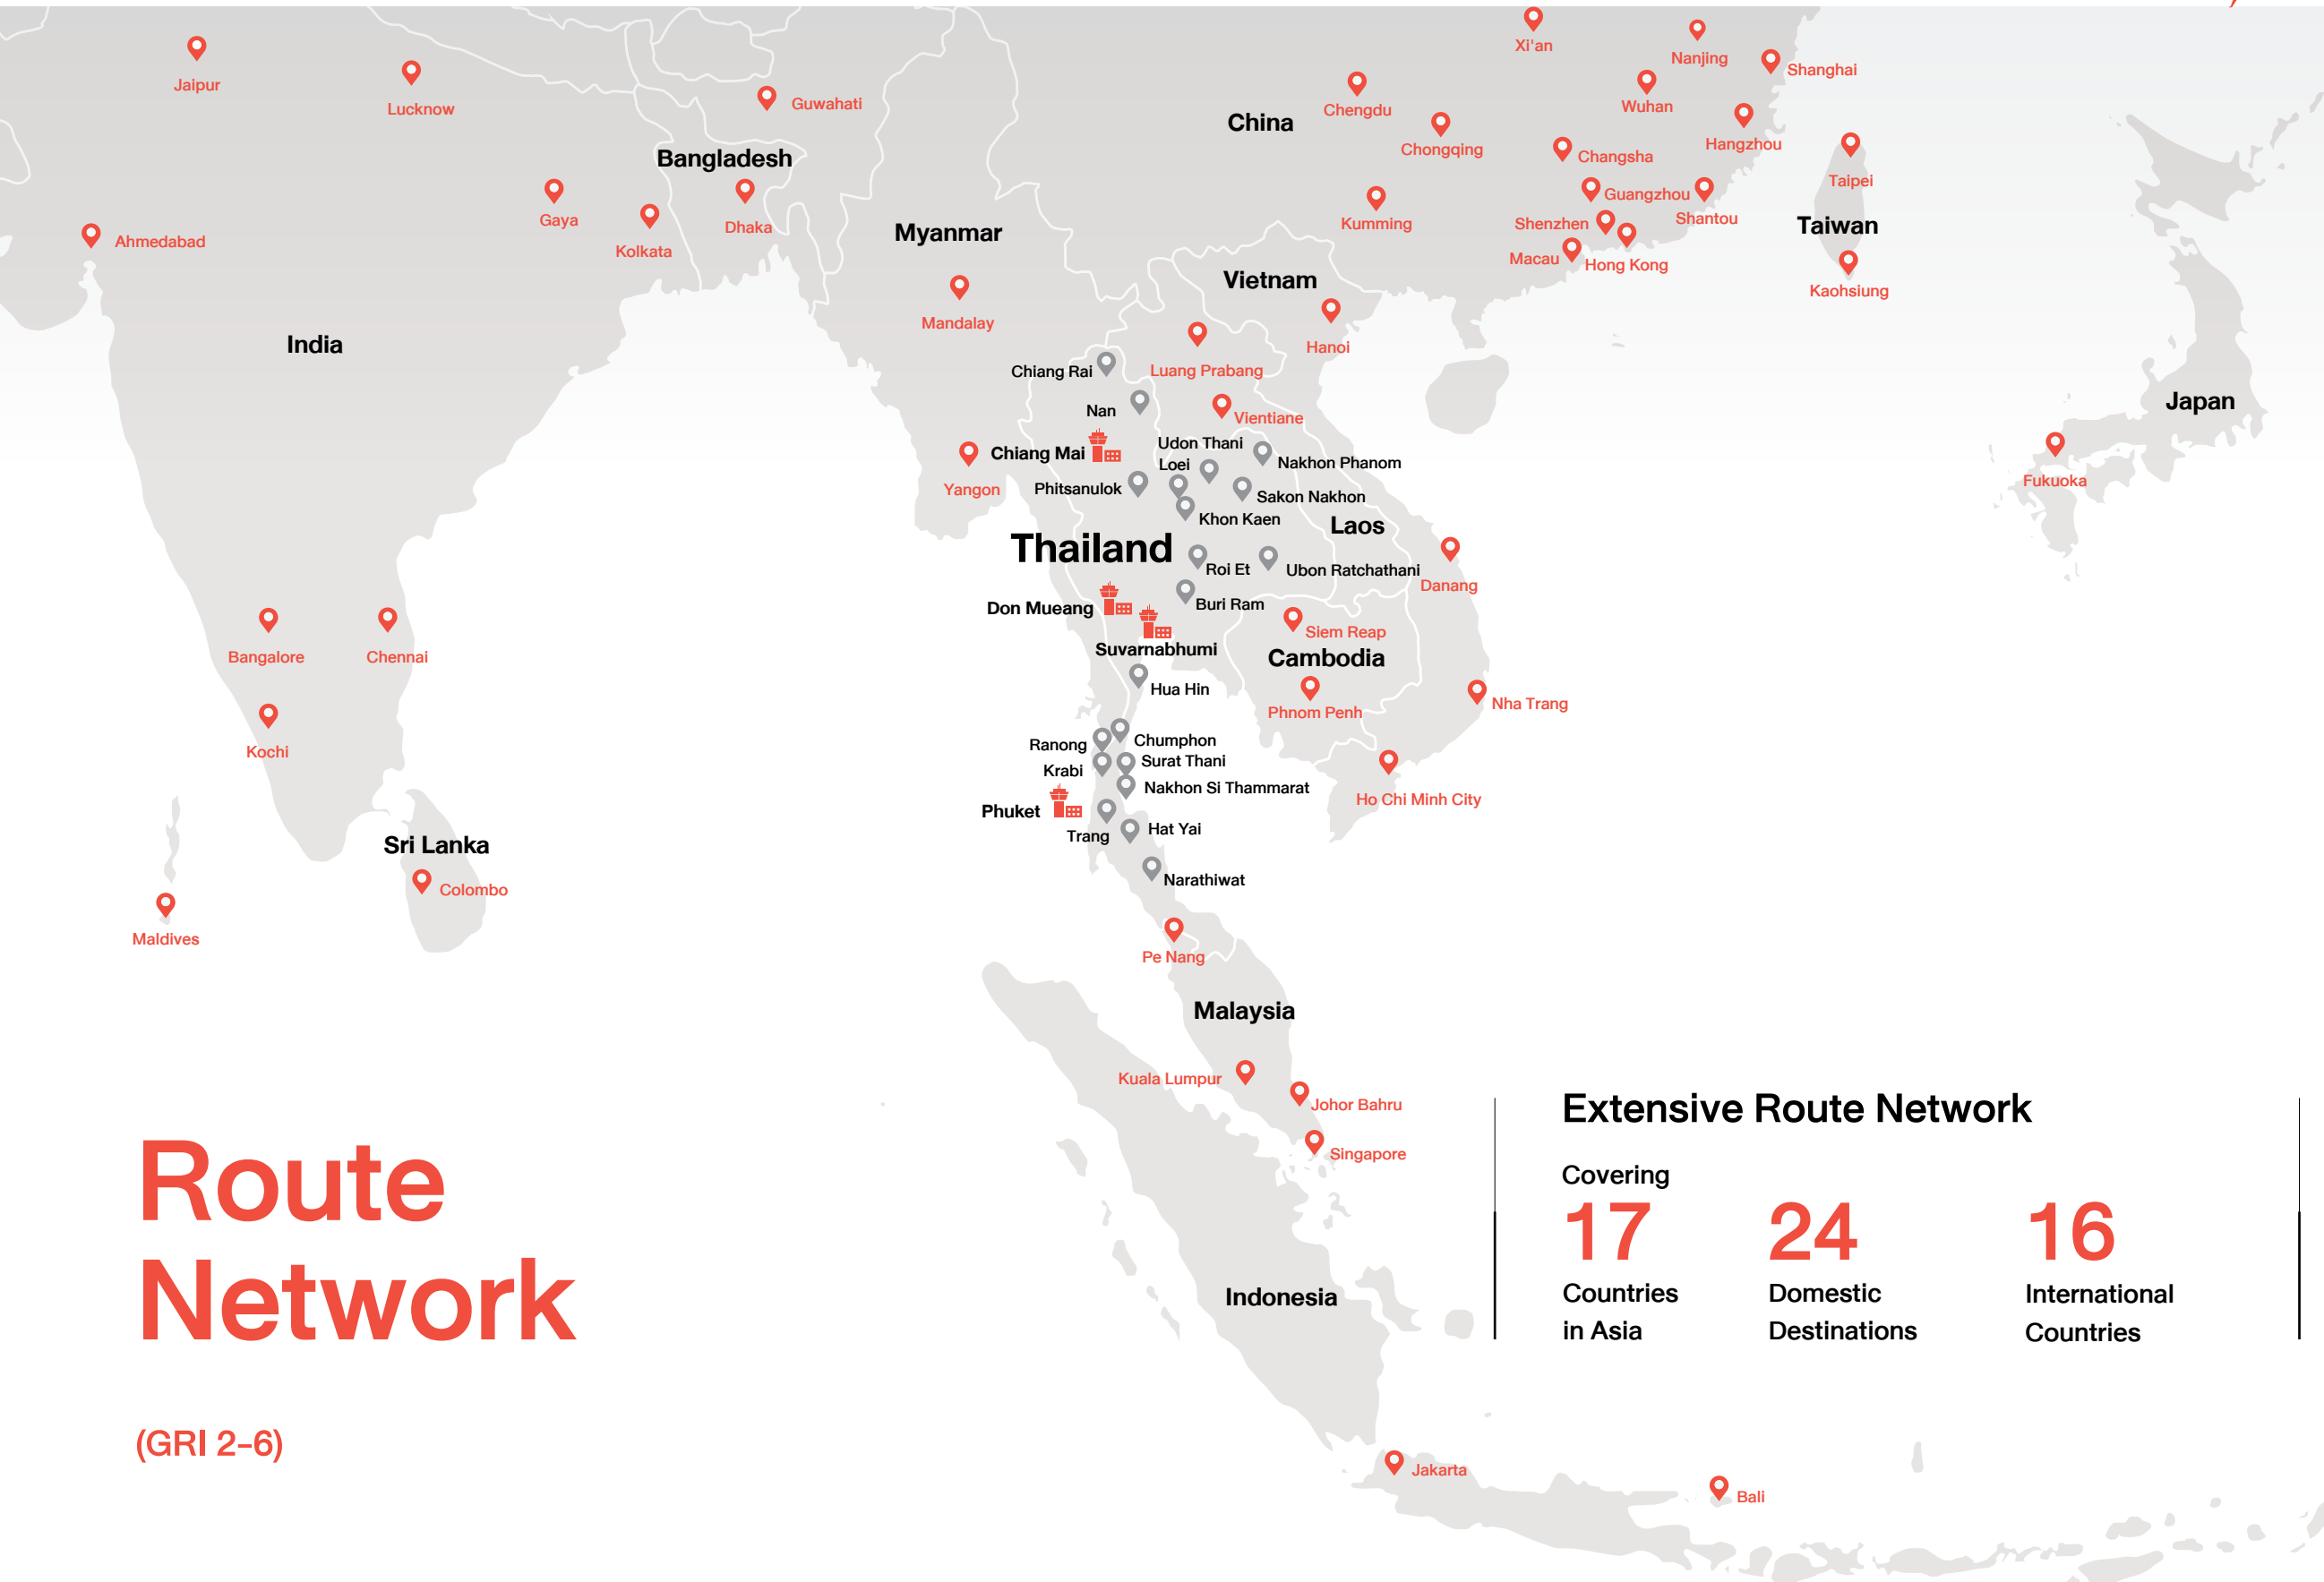 Xi'an
Nanjing
Shanghai
Jaipur
Lucknow
Guwahati
China
Chengdu
Wuhan
Chongqing
Hangzhou
Bangladesh
Changsha
Taipei
Guangzhou
Gaya
Kolkata
Dhaka
Ahmedabad
Myanmar
Kumming
Shenzhen
Shantou
Taiwan
Macau
Hong Kong
Kaohsiung
Vietnam
Mandalay
India
Hanoi
Chiang Rai
Luang Prabang
Nan
Vientiane
Japan
Chiang Mai
Udon Thani
Loei
Nakhon Phanom
Yangon
Phitsanulok
Sakon Nakhon
Fukuoka
Khon Kaen
Laos
Thailand
Roi Et
Ubon Ratchathani
Danang
Don Mueang
Buri Ram
Siem Reap
Suvarnabhumi
Cambodia
Bangalore
Chennai
Hua Hin
Phnom Penh
Nha Trang
Kochi
Ranong
Chumphon
Surat Thani
Krabi
Nakhon Si Thammarat
Ho Chi Minh City
Phuket
Trang
Hat Yai
Sri Lanka
Colombo
Narathiwat
Maldives
Pe Nang
Malaysia
Kuala Lumpur
Johor Bahru
Singapore
Indonesia
Jakarta
Bali
Route
Network
(GRI 2-6)
Extensive Route Network
Covering
17
Countries
in Asia
24
Domestic
Destinations
16
International
Countries